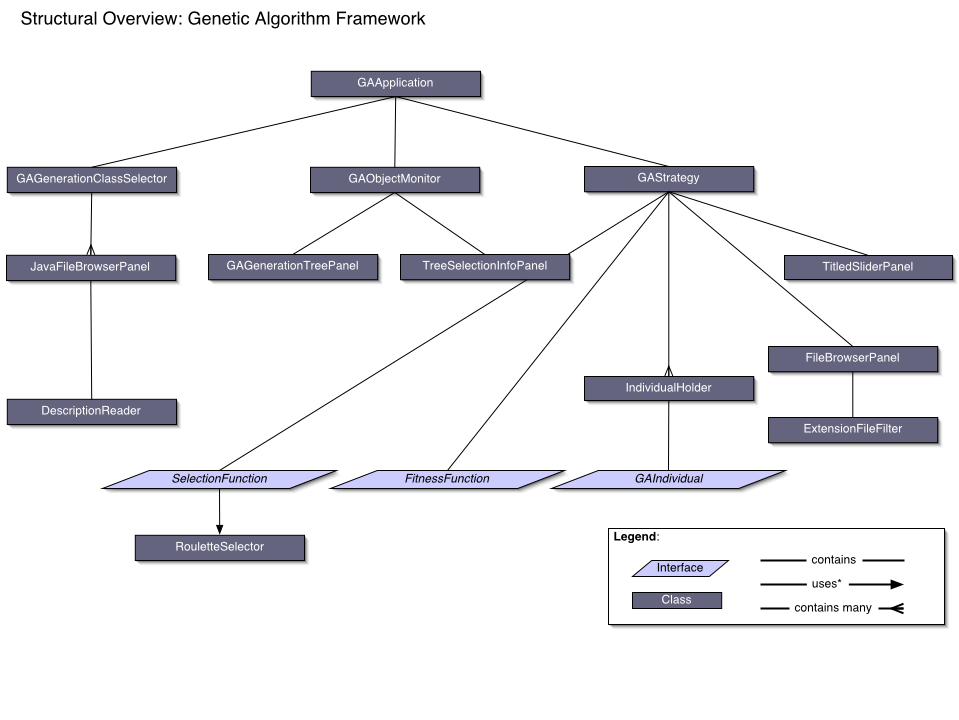 Structural Overview: Genetic Algorithm Framework
GAApplication
GAGenerationClassSelector
GAObjectMonitor
GAStrategy
JavaFileBrowserPanel
GAGenerationTreePanel
TreeSelectionInfoPanel
TitledSliderPanel
FileBrowserPanel
IndividualHolder
DescriptionReader
ExtensionFileFilter
SelectionFunction
FitnessFunction
GAIndividual
RouletteSelector
Legend:
Interface
Class
contains
uses*
contains many